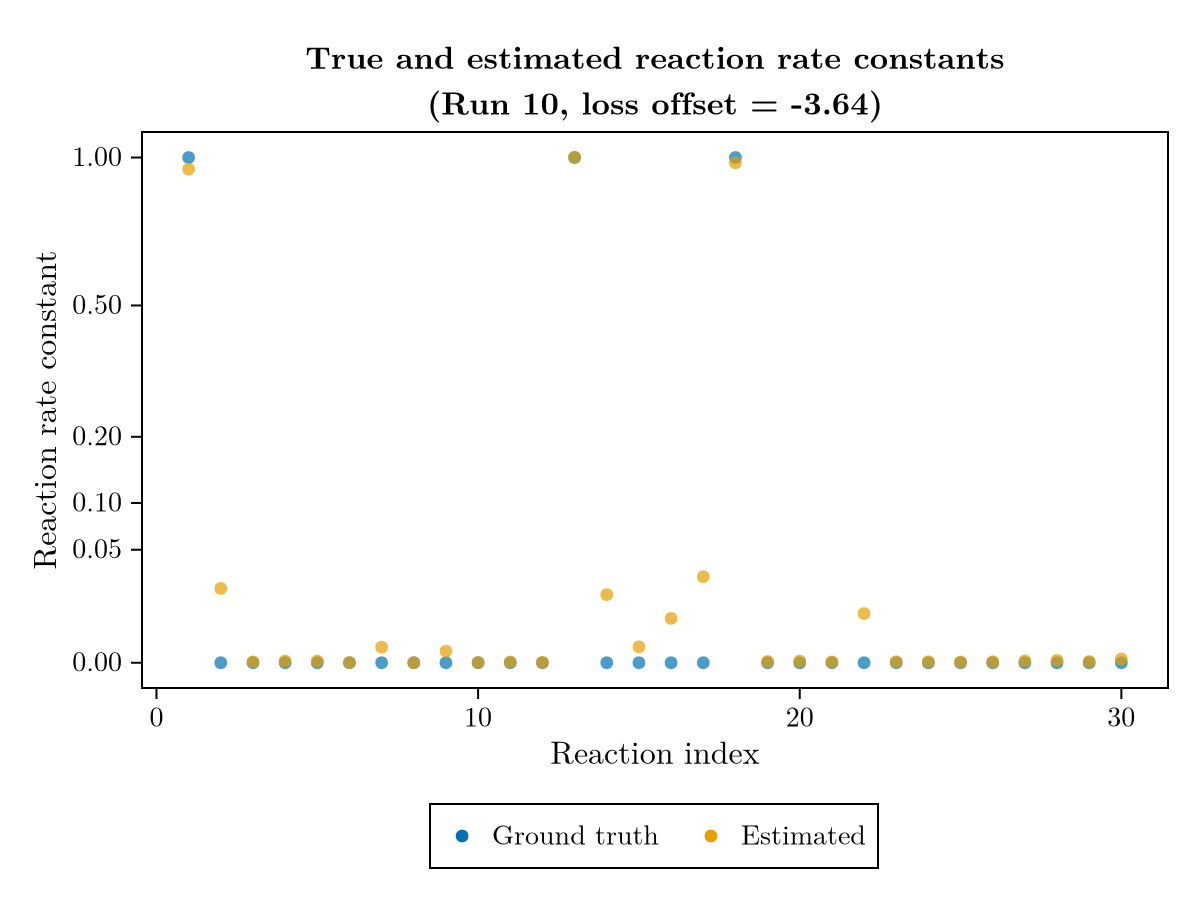 True and estimated reaction rate constants
(Run 10, loss offset = -3.64)
Reaction rate constant
1.00
0.50
0.20
0.10
0.05
0.00
0
10
20
30
Reaction index
Ground truth
Estimated